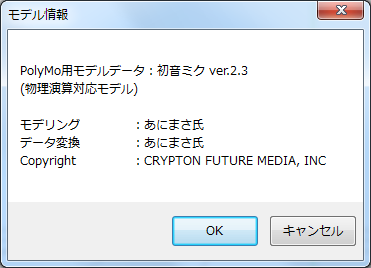 モデル情報
PolyMo用モデルデータ：初音ミク ver.2.3
(物理演算対応モデル)
モデリング ：あにまさ氏
データ変換 ：あにまさ氏
Copyright ：CRYPTON FUTURE MEDIA, INC
OK キャンセル